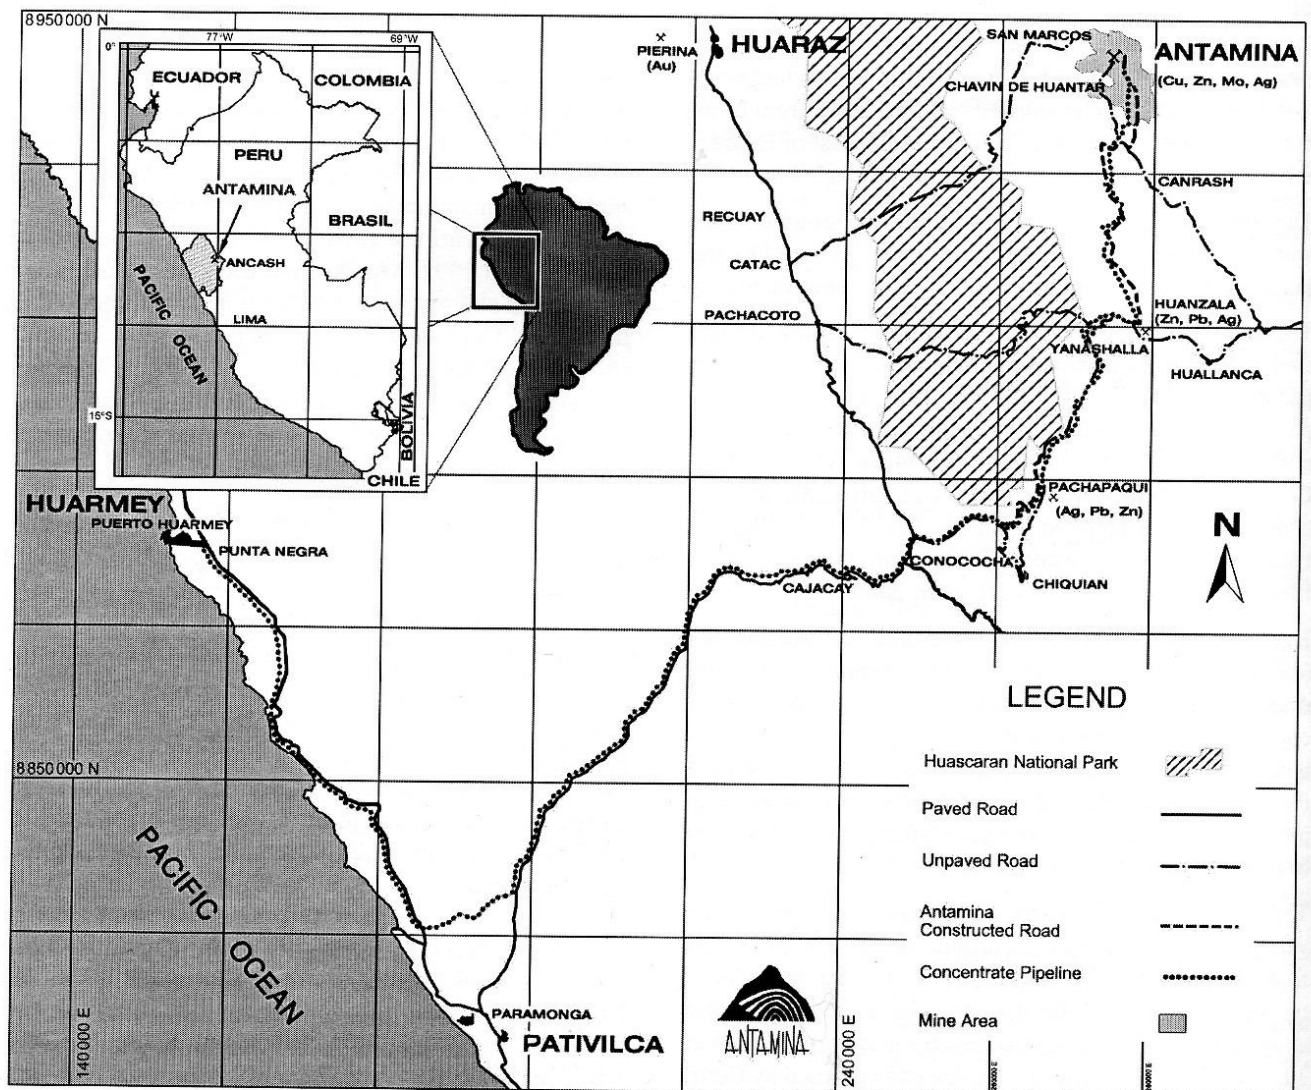 8950000 N
77°W
69°W
0°
ECUADOR
COLOMBIA
PERU
ANTAMINA
BRASIL
ANCASH
LIMA
PACIFIC OCEAN
15°S
BOLIVIA
CHILE
PIERINA
(Au)
HUARAZ
SAN MARCOS
ANTAMINA
(Cu, Zn, Mo, Ag)
CHAVIN DE HUANTAR
CANRASH
RECUAY
CATAC
PACHACOTO
HUANZALA
(Zn, Pb, Ag)
YANASHALLA
HUALLANCA
HUARMEY
PUERTO HUARMEY
PUNTA NEGRA
PACHAPAQUI
(Ag, Pb, Zn)
N
CONOCOCHA
CHIQUIAN
CAJACAY
8850000 N
PACIFIC OCEAN
LEGEND
Huascaran National Park
Paved Road
Unpaved Road
Antamina
Constructed Road
Concentrate Pipeline
Mine Area
PARAMONGA
PATIVILCA
ANTAMINA
140000 E
240000 E